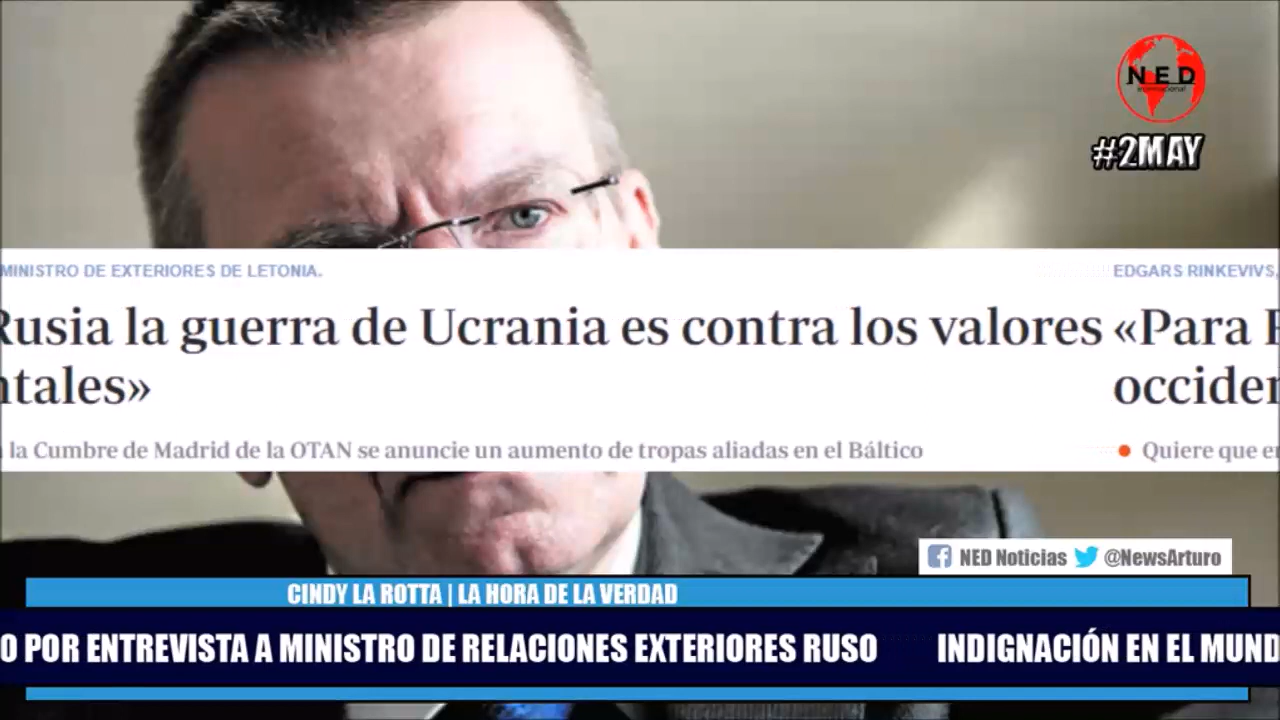 NED
internacional
#2MAY
MINISTRO DE EXTERIORES DE LETONIA.
EDGARS RINKEVIVS,
Rusia la guerra de Ucrania es contra los valores «Para
ntales»
occiden
la Cumbre de Madrid de la OTAN se anuncie un aumento de tropas aliadas en el Báltico
Quiere que en
NED Noticias @NewsArturo
CINDY LA ROTTA | LA HORA DE LA VERDAD
O POR ENTREVISTA A MINISTRO DE RELACIONES EXTERIORES RUSO INDIGNACIÓN EN EL MUND